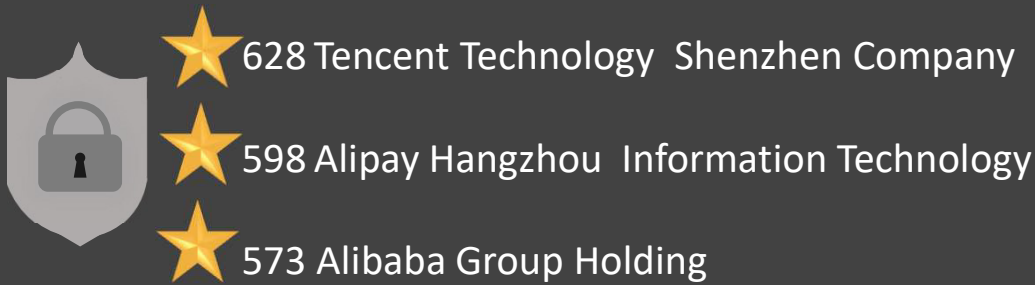 628 Tencent Technology Shenzhen Company
598 Alipay Hangzhou Information Technology
573 Alibaba Group Holding